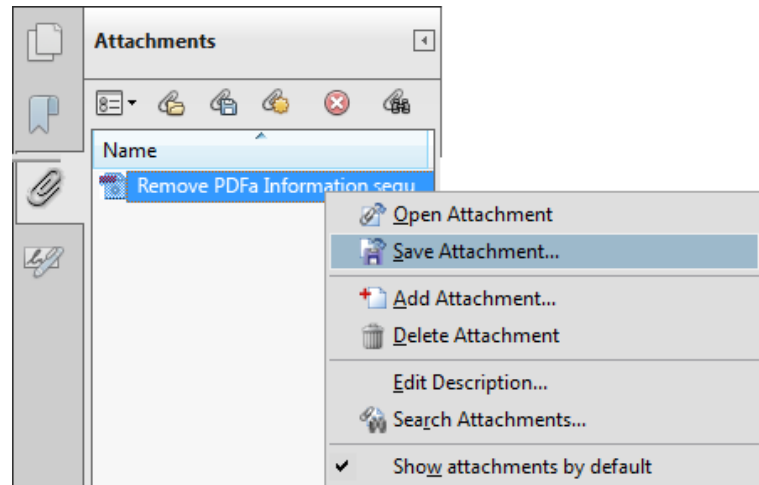 Attachments
Name
Remove PDFa Information sequ
Open Attachment
Save Attachment...
Add Attachment...
Delete Attachment
Edit Description...
Search Attachments...
Show attachments by default